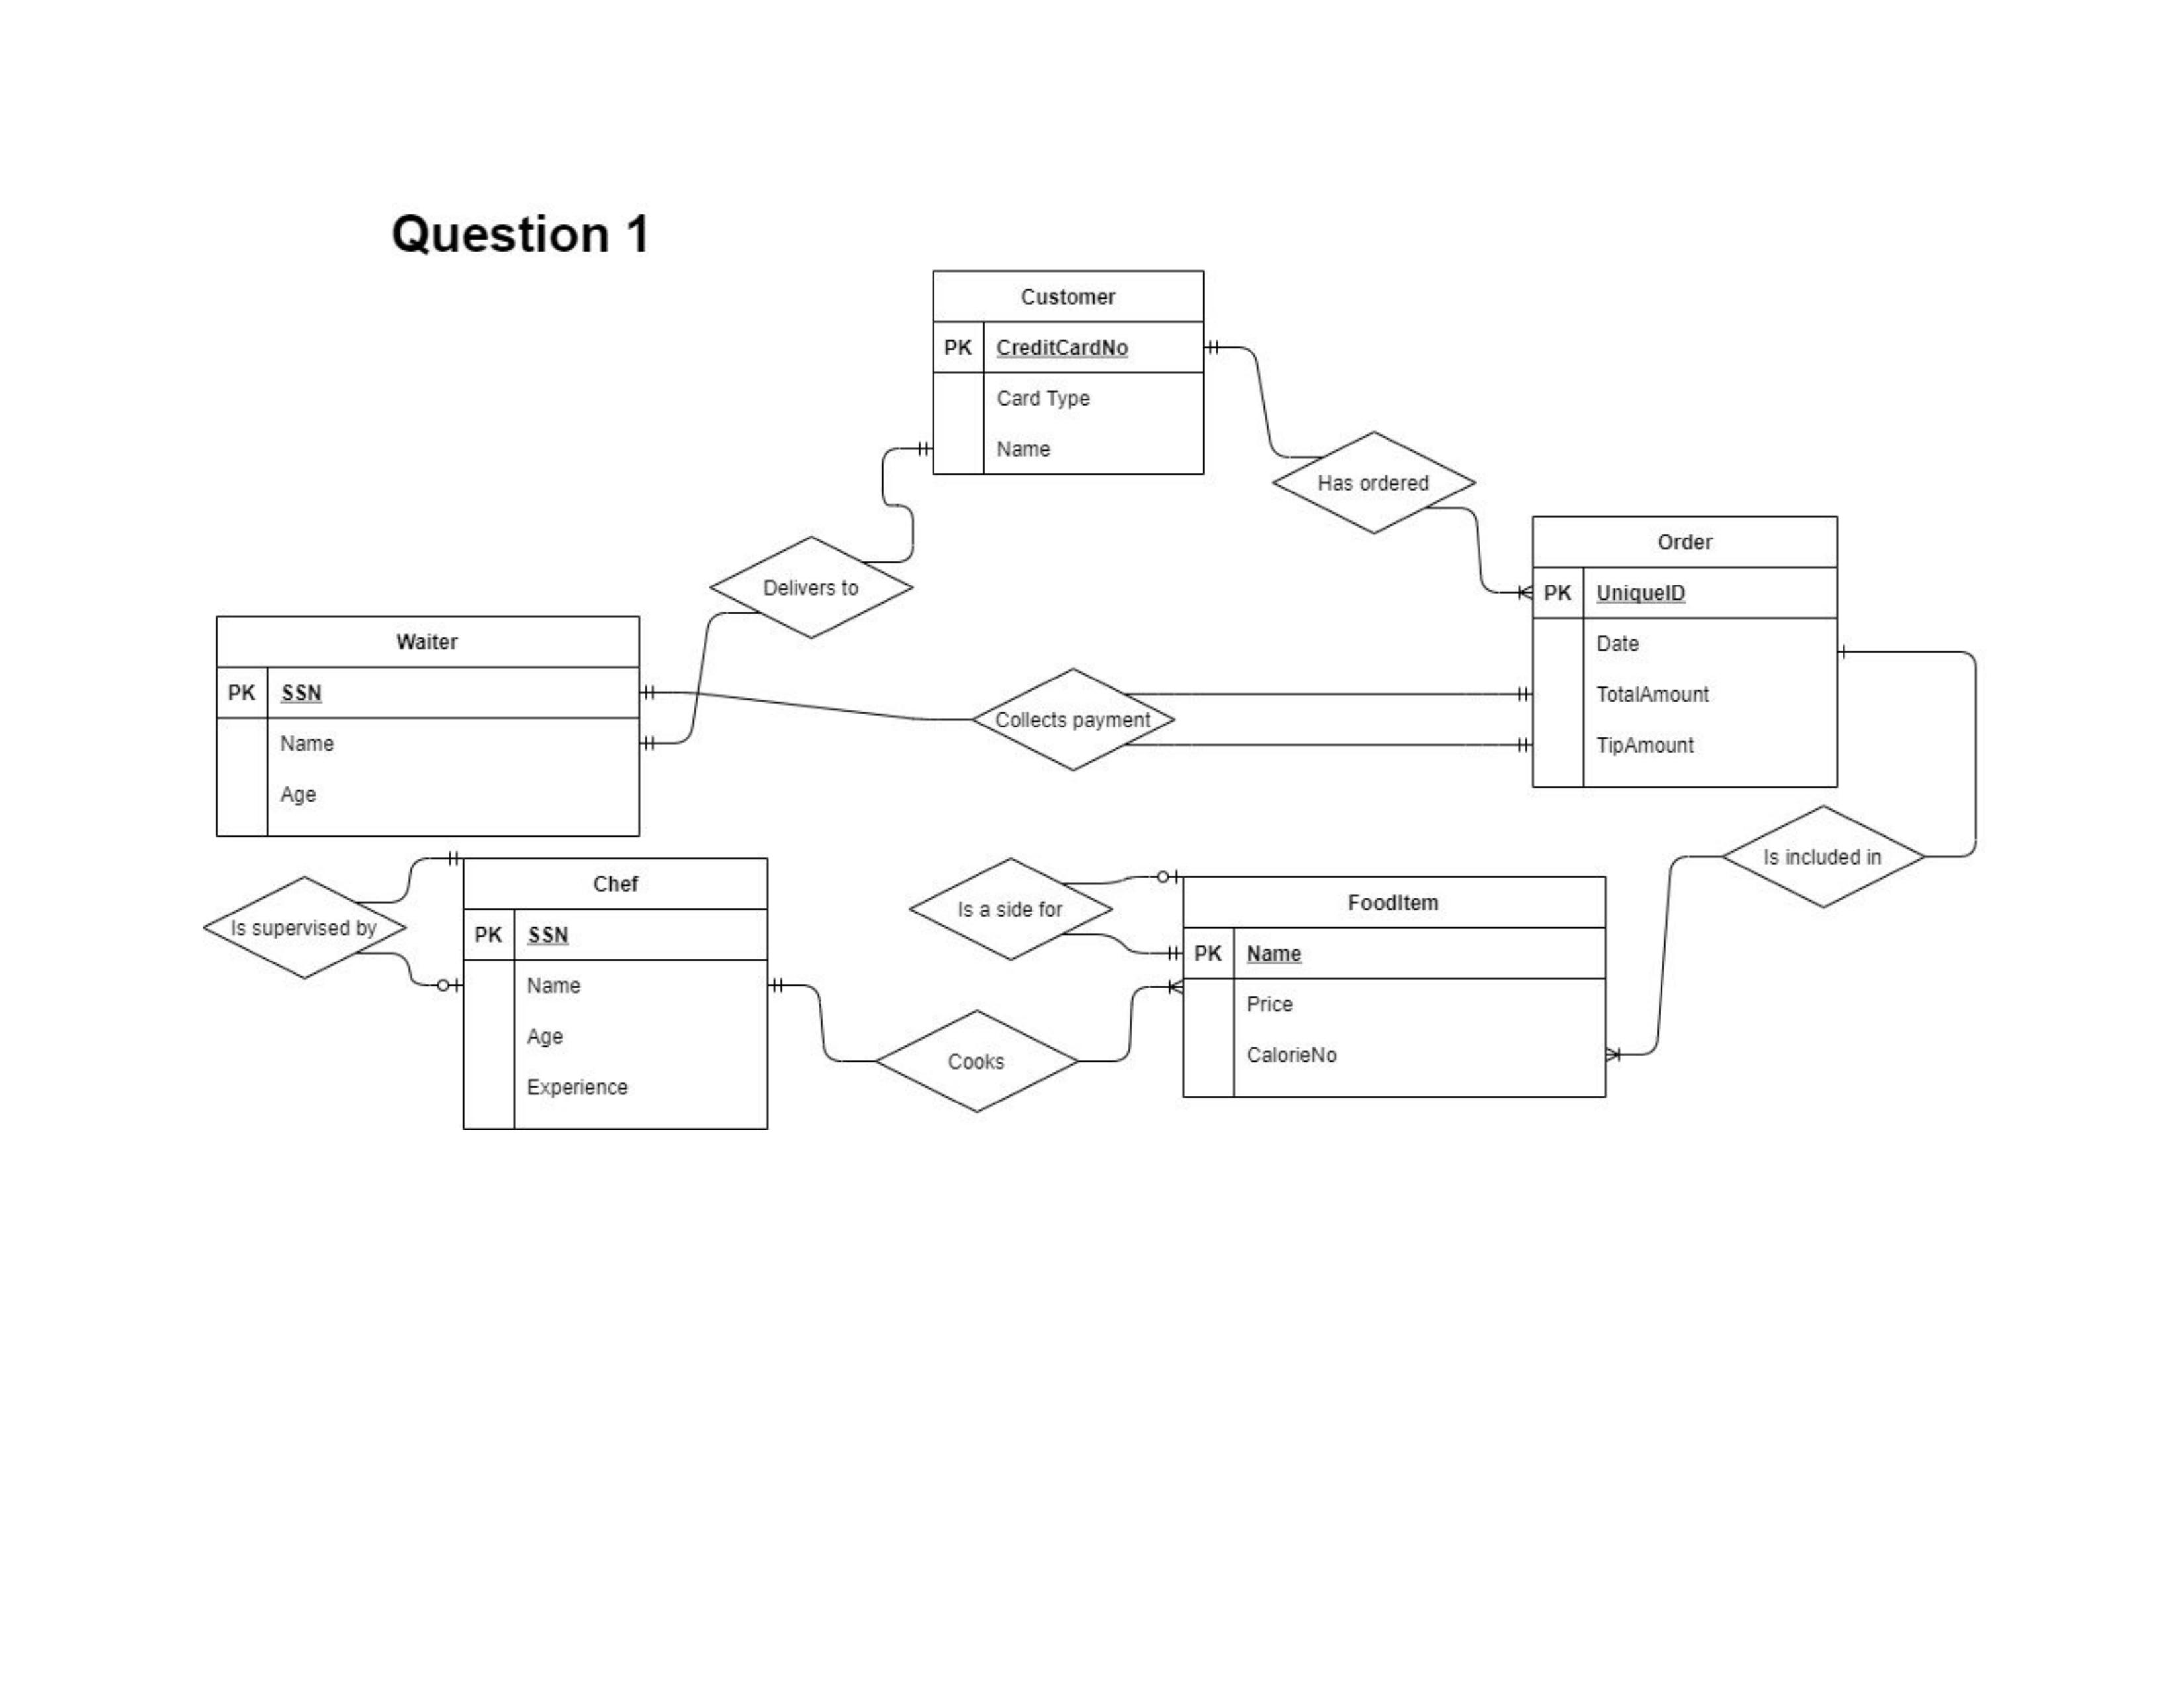 Question 1
Customer
PK CreditCardNo
Card Type
Name
Has ordered
Order
PK UniqueID
Date
TotalAmount
TipAmount
Delivers to
Waiter
PK SSN
Name
Age
Collects payment
Is included in
Is supervised by
Chef
PK SSN
Name
Age
Experience
Is a side for
FoodItem
PK Name
Price
CalorieNo
Cooks